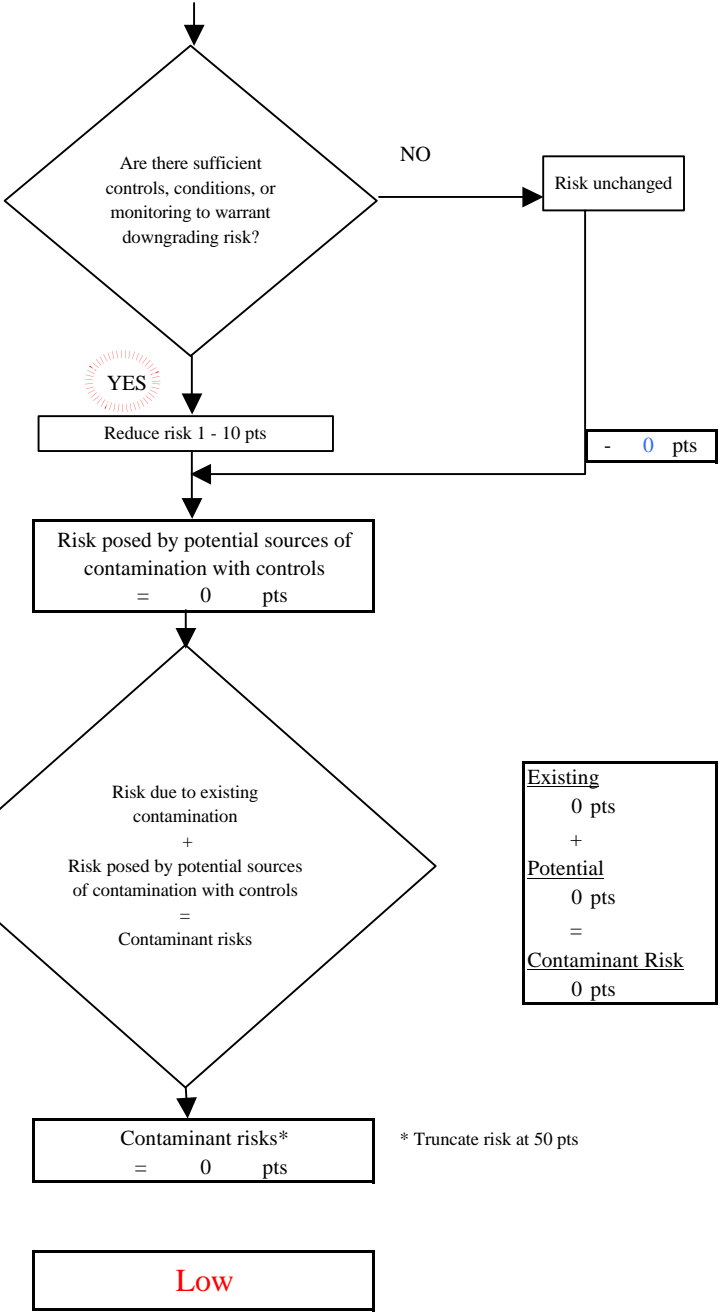 Are there sufficient
controls, conditions, or
monitoring to warrant
downgrading risk?
NO
Risk unchanged
YES
Reduce risk 1 - 10 pts
- 0 pts
Risk posed by potential sources of
contamination with controls
= 0 pts
Risk due to existing
contamination
+
Risk posed by potential sources
of contamination with controls
=
Contaminant risks
Existing
0 pts
+
Potential
0 pts
=
Contaminant Risk
0 pts
Contaminant risks*
= 0 pts
* Truncate risk at 50 pts
Low